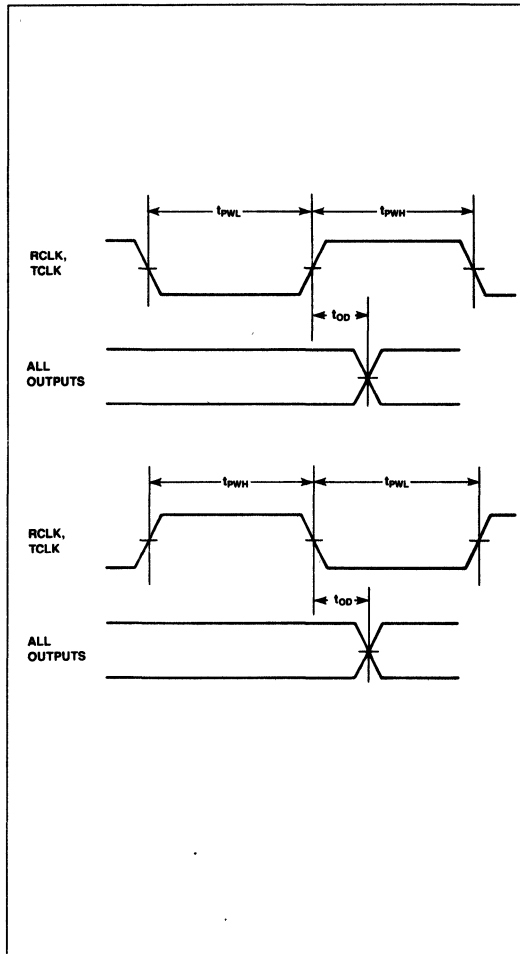 tPWL tPWH
RCLK,
TCLK
tOD
ALL
OUTPUTS
tPWH tPWL
RCLK,
TCLK
tOD
ALL
OUTPUTS